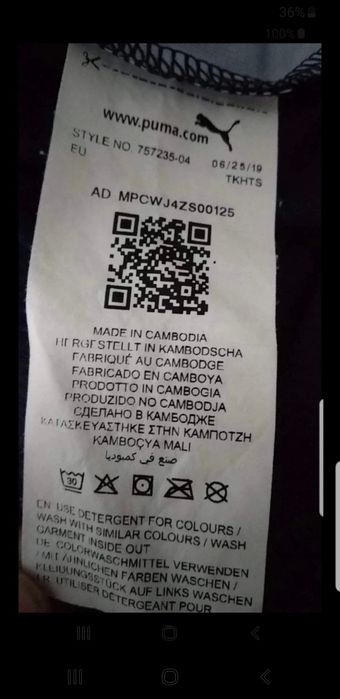 36%
100%
www.puma.com
STYLE NO. 757235-04 06/25/19
EU TKHTS
AD MPCWJ4ZS00125
MADE IN CAMBODIA
HERGESTELLT IN KAMBODSCHA
FABRIQUÉ AU CAMBODGE
FABRICADO EN CAMBOYA
PRODOTTO IN CAMBOGIA
PRODUZIDO NO CAMBODJA
СДЕЛАНО В КАМБОДЖЕ
ΚΑΤΑΣΚΕΥΑΣΤΗΚΕ ΣΤΗΝ ΚΑΜΠΟΤΖΗ
KAMBOÇYA MALI
صنع في كمبوديا
30
EN USE DETERGENT FOR COLOURS /
WASH WITH SIMILAR COLOURS / WASH
GARMENT INSIDE OUT
DE COLORWASCHMITTEL VERWENDEN
/ MIT ÄHNLICHEN FARBEN WASCHEN /
KLEIDUNGSSTÜCK AUF LINKS WASCHEN
FR UTILISER DETERGEANT POUR